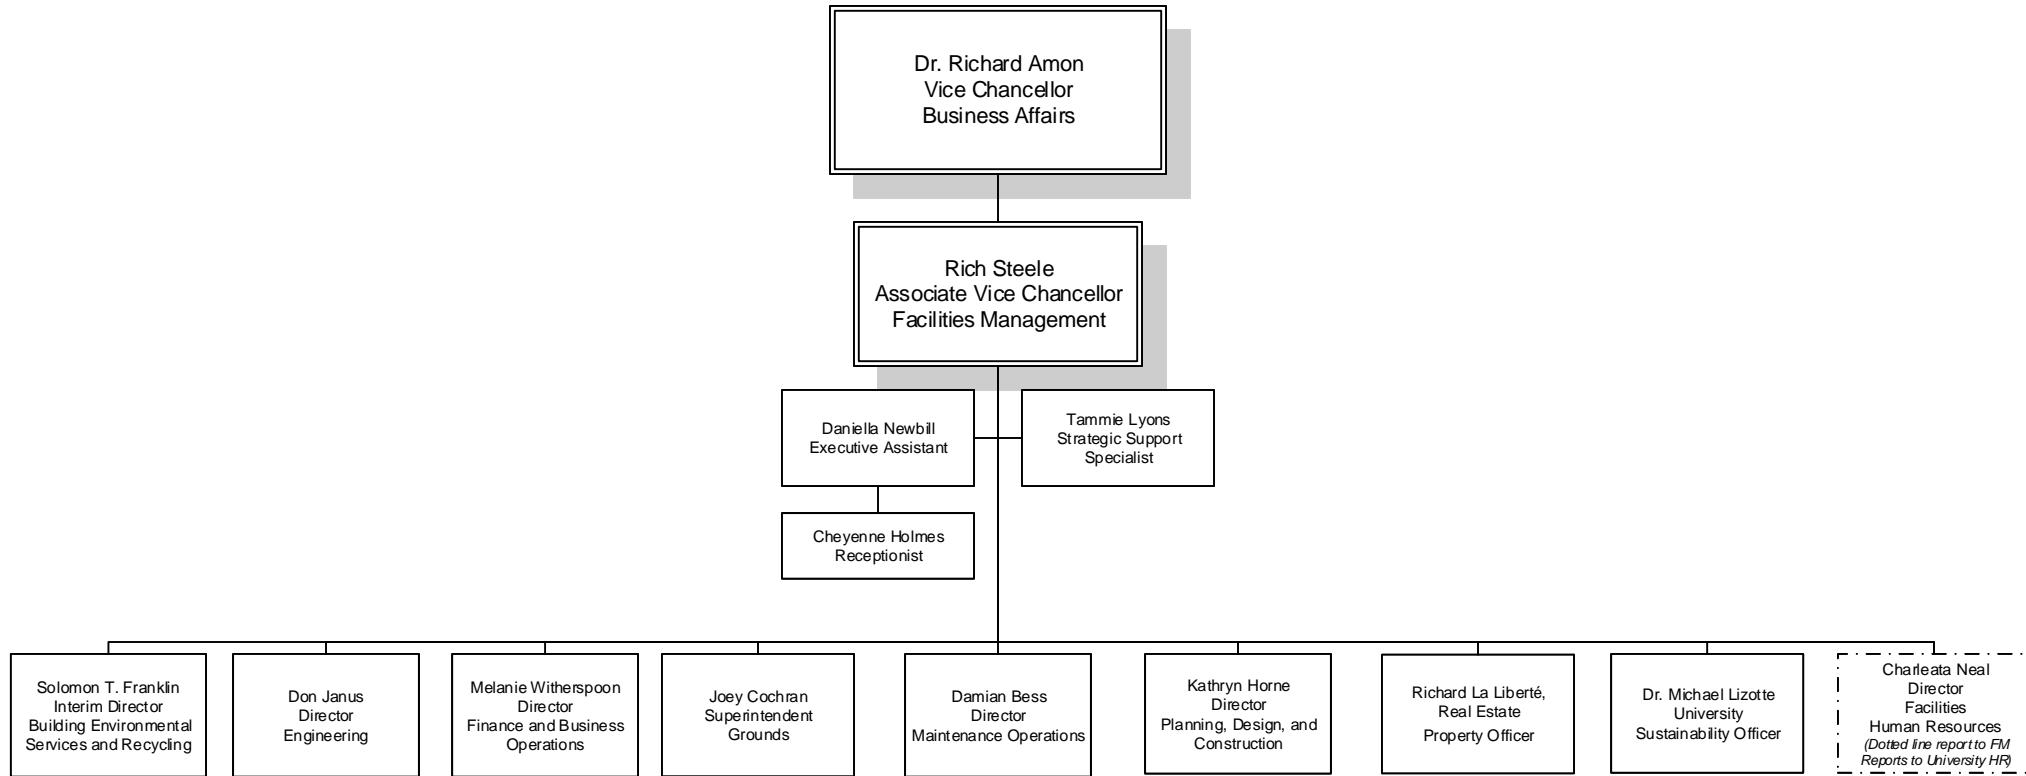 Dr. Richard Amon
Vice Chancellor
Business Affairs
Rich Steele
Associate Vice Chancellor
Facilities Management
Daniella Newbill
Executive Assistant
Tammie Lyons
Strategic Support
Specialist
Cheyenne Holmes
Receptionist
Solomon T. Franklin
Interim Director
Building Environmental
Services and Recycling
Don Janus
Director
Engineering
Melanie Witherspoon
Director
Finance and Business
Operations
Joey Cochran
Superintendent
Grounds
Damian Bess
Director
Maintenance Operations
Kathryn Horne
Director
Planning, Design, and
Construction
Richard La Liberté,
Real Estate
Property Officer
Dr. Michael Lizotte
University
Sustainability Officer
Charleata Neal
Director
Facilities
Human Resources
(Dotted line report to FM
Reports to University HR)